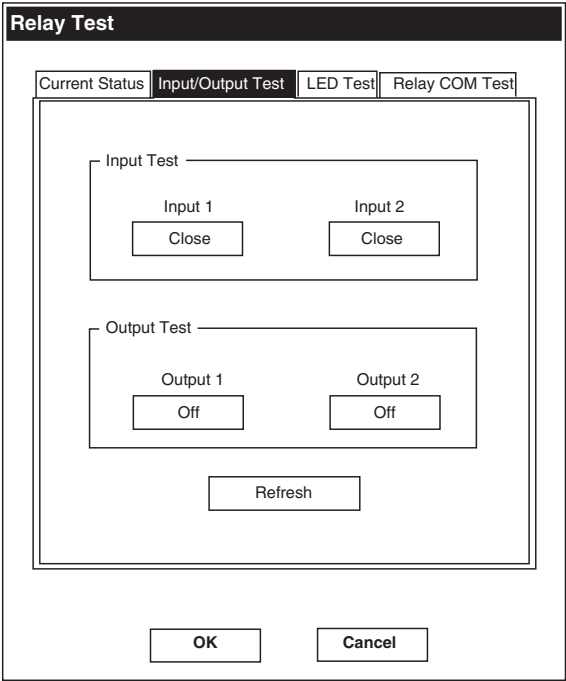 Relay Test
Current Status Input/Output Test LED Test Relay COM Test
Input Test
Input 1 Input 2
Close Close
Output Test
Output 1 Output 2
Off Off
Refresh
OK Cancel